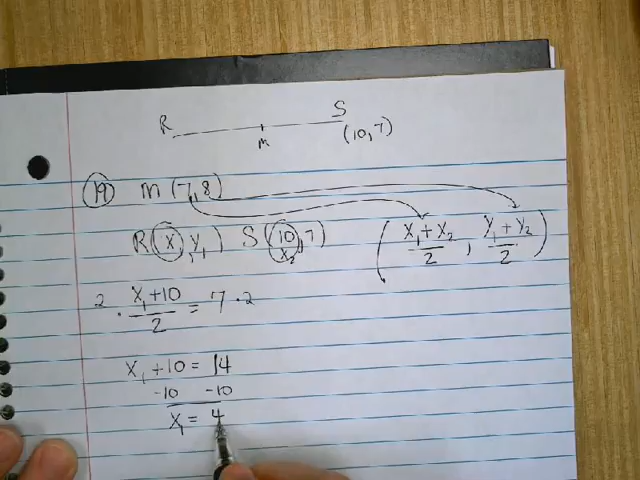 R S
m (10,7)
(19) m (7,8)
R(x, y₁) S(10,7) ( (x₁ + x₂)/2 , (y₁ + y₂)/2 )
x₂
2 · (x₁ + 10)/2 = 7 · 2
x₁ + 10 = 14
-10 -10
x₁ = 4